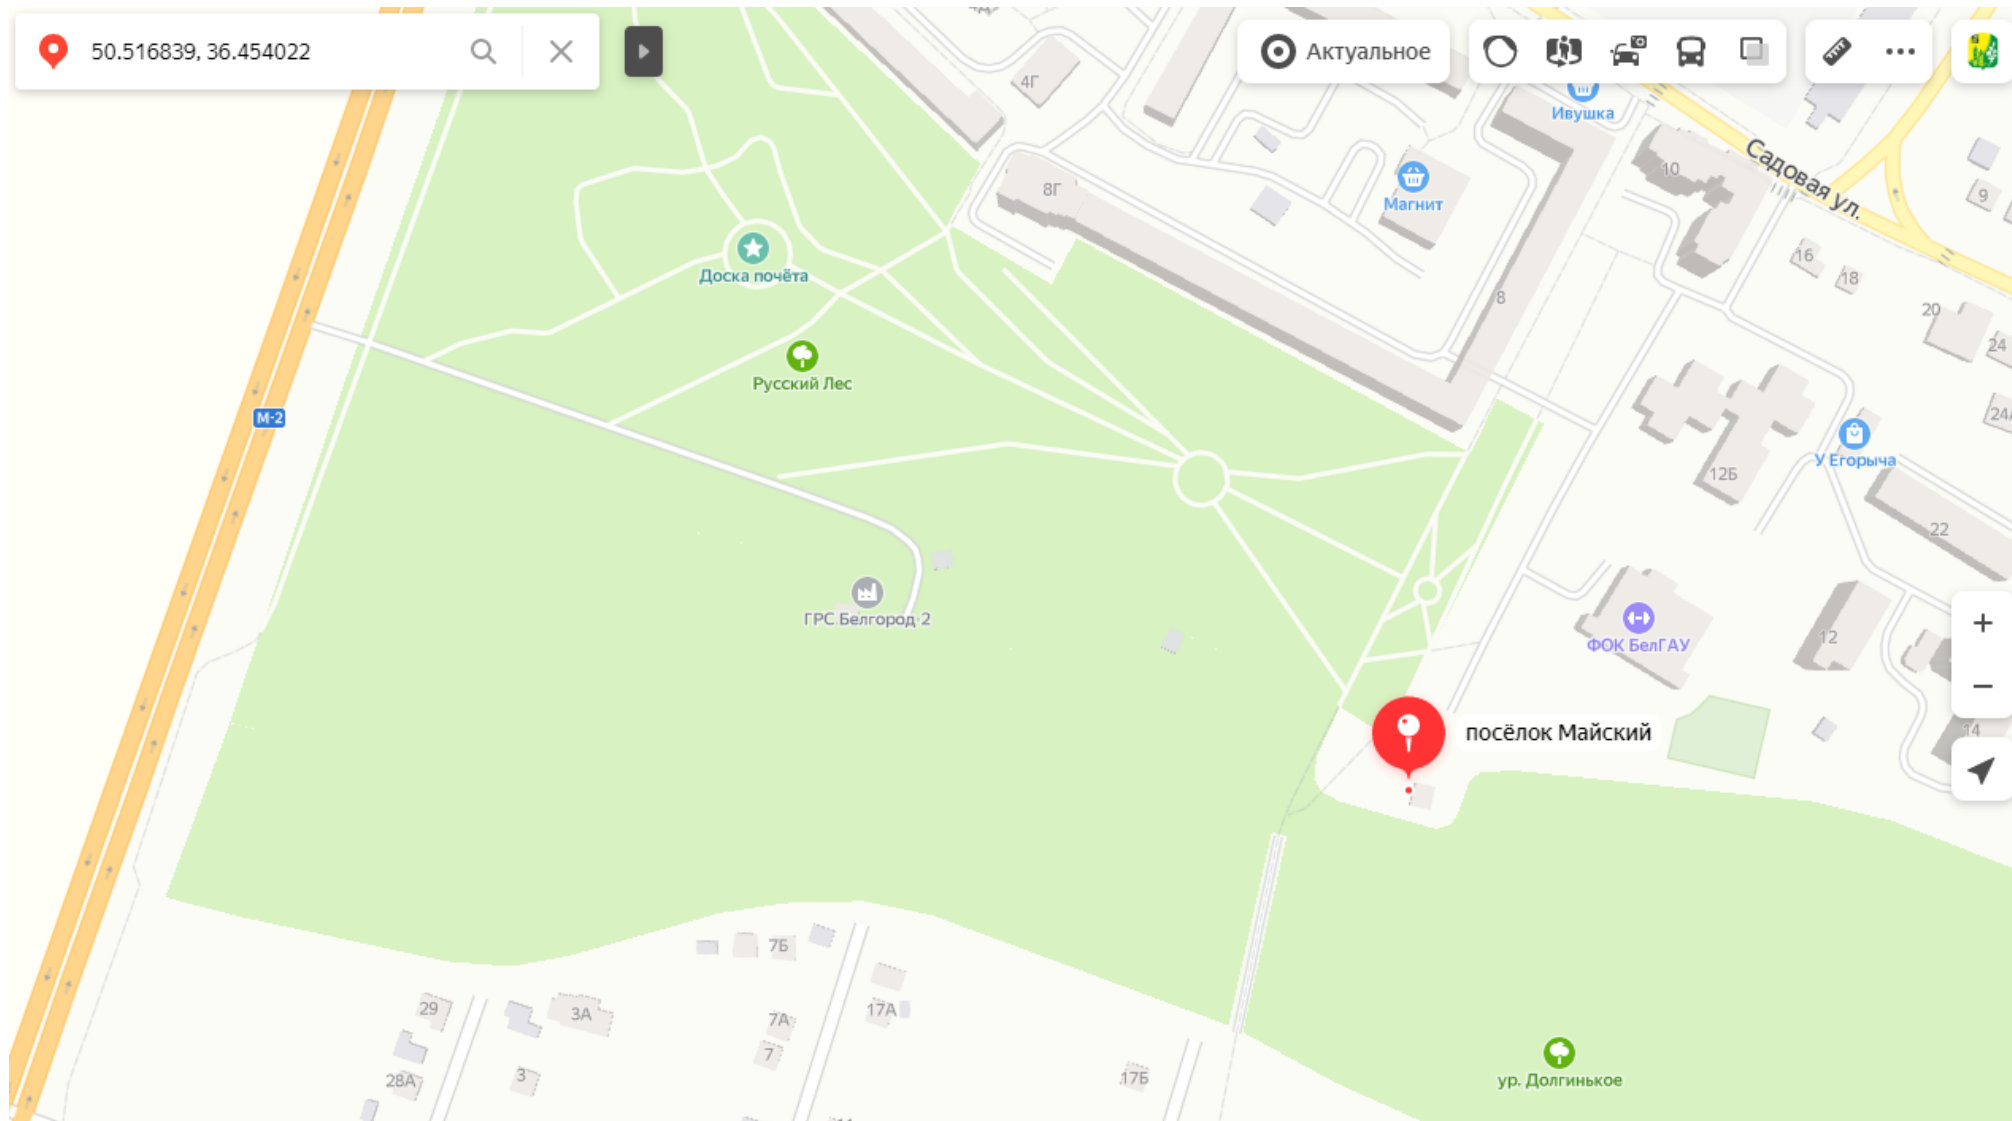 50.516839, 36.454022
Актуальное
4Г
Ивушка
Садовая ул.
10
8Г
Магнит
9
Доска почёта
16
18
8
20
24
Русский Лес
М-2
24А
У Егорыча
12Б
22
ГРС Белгород-2
ФОК БелГАУ
12
посёлок Майский
14
7Б
29
3А
7А
17А
7
28А
3
17Б
ур. Долгинькое